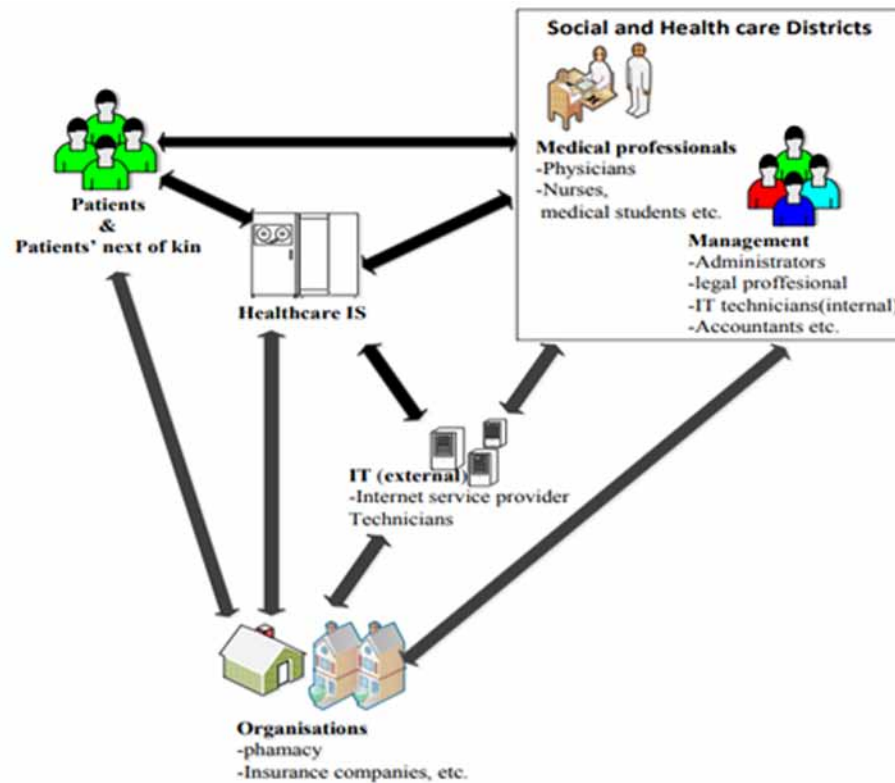 Social and Health care Districts
Medical professionals
-Physicians
-Nurses,
medical students etc.
Management
-Administrators
-legal proffesional
-IT technicians(internal)
-Accountants etc.
Patients
&
Patients' next of kin
Healthcare IS
IT (external)
-Internet service provider
Technicians
Organisations
-phamacy
-Insurance companies, etc.